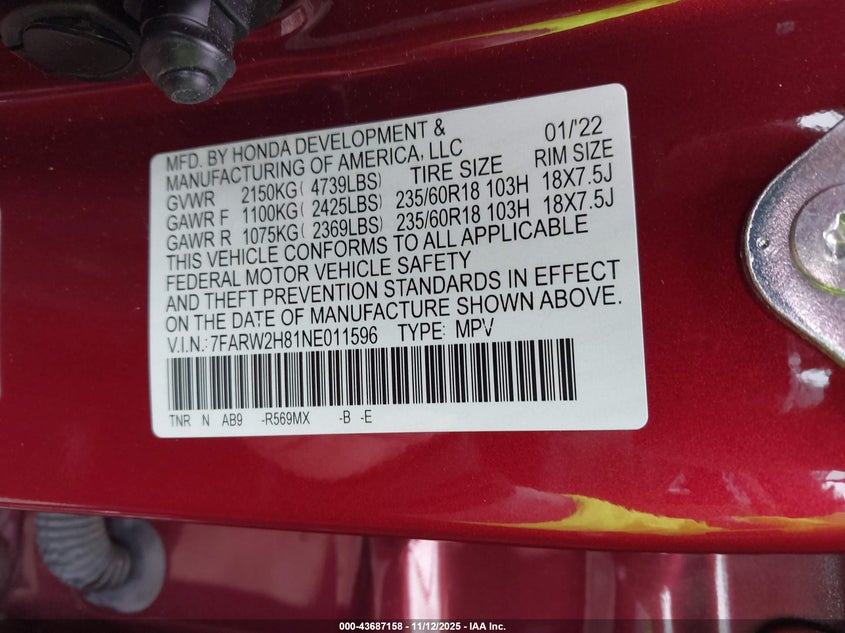 MFD. BY HONDA DEVELOPMENT &
MANUFACTURING OF AMERICA, LLC 01/'22
GVWR 2150KG( 4739LBS) TIRE SIZE RIM SIZE
GAWR F 1100KG( 2425LBS) 235/60R18 103H 18X7.5J
GAWR R 1075KG( 2369LBS) 235/60R18 103H 18X7.5J
THIS VEHICLE CONFORMS TO ALL APPLICABLE
FEDERAL MOTOR VEHICLE SAFETY
AND THEFT PREVENTION STANDARDS IN EFFECT
ON THE DATE OF MANUFACTURE SHOWN ABOVE.
V.I.N.:7FARW2H81NE011596 TYPE: MPV
TNR N AB9 -R569MX -B -E
000-43687158 - 11/12/2025 - IAA Inc.